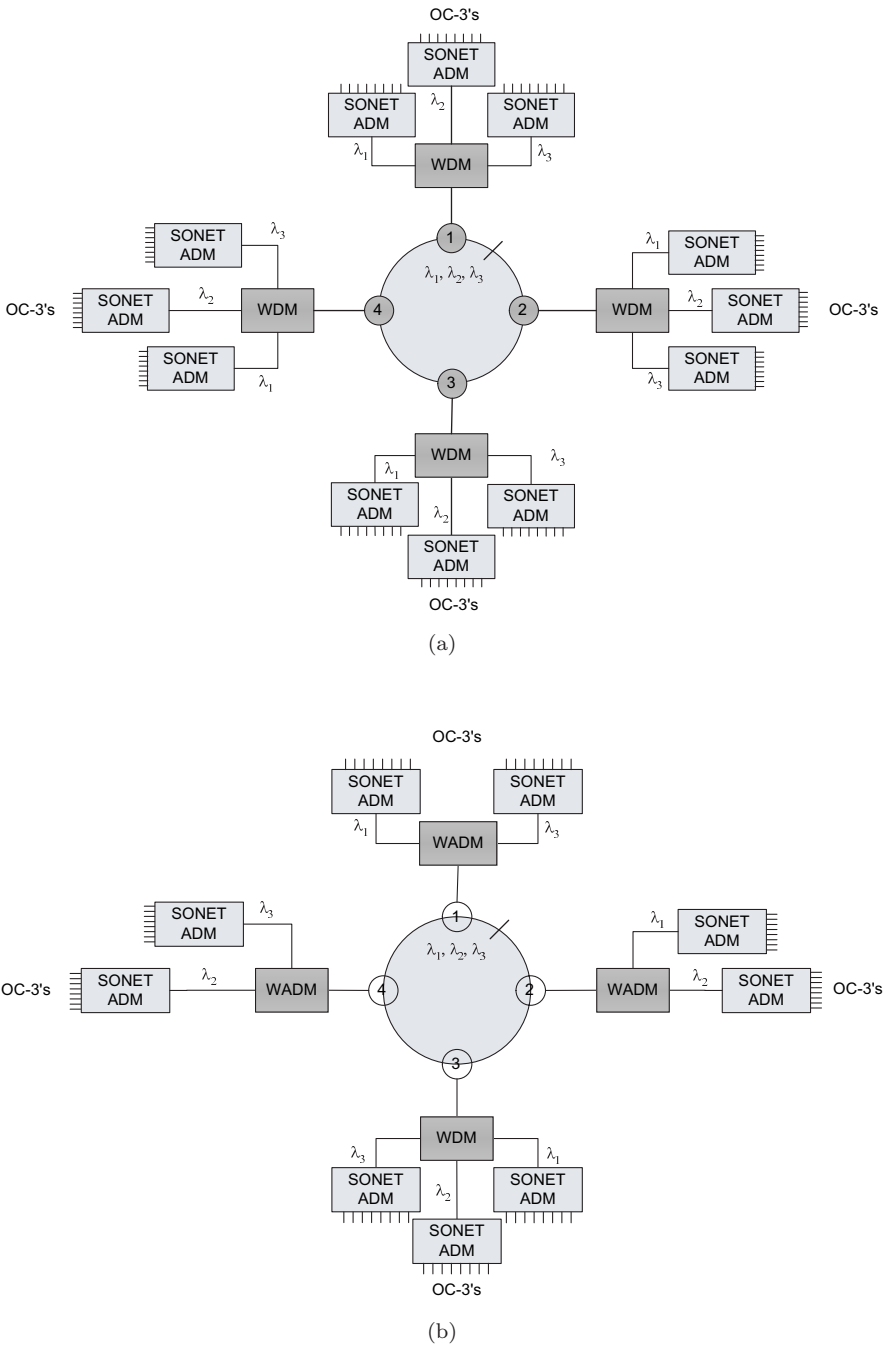 OC-3's
SONET
ADM
SONET
ADM
λ2
SONET
ADM
λ1
WDM
λ3
SONET
ADM
λ3
1
λ1
SONET
ADM
λ1, λ2, λ3
OC-3's
SONET
ADM
λ2
WDM
4
2
WDM
λ2
SONET
ADM
OC-3's
SONET
ADM
λ1
3
λ3
SONET
ADM
WDM
λ1
λ3
SONET
ADM
λ2
SONET
ADM
SONET
ADM
OC-3's
(a)
OC-3's
SONET
ADM
SONET
ADM
λ1
WADM
λ3
SONET
ADM
λ3
1
λ1
SONET
ADM
λ1, λ2, λ3
OC-3's
SONET
ADM
λ2
WADM
4
2
WADM
λ2
SONET
ADM
OC-3's
3
WDM
λ3
λ1
SONET
ADM
λ2
SONET
ADM
SONET
ADM
OC-3's
(b)